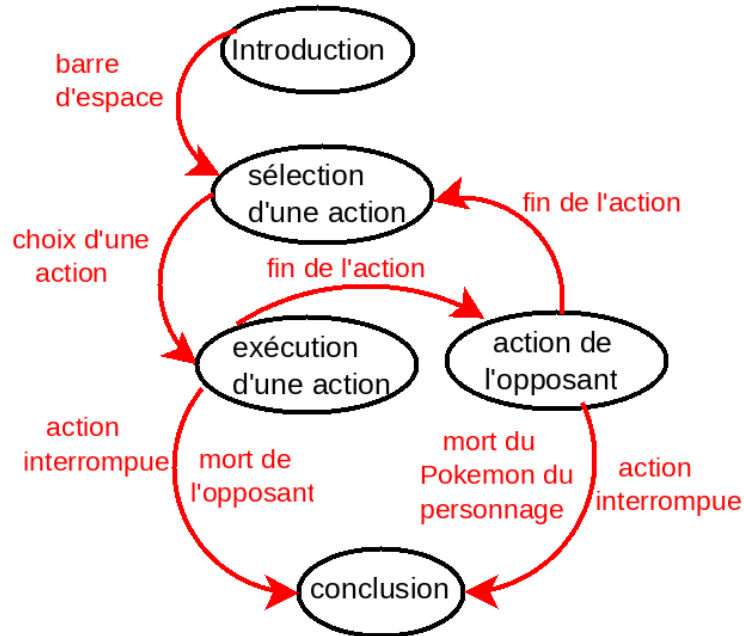 Introduction
barre
d'espace
sélection
d'une action
fin de l'action
choix d'une
action
fin de l'action
exécution
d'une action
action de
l'opposant
action
interrompue
mort de
l'opposant
mort du
Pokemon du
personnage
action
interrompue
conclusion